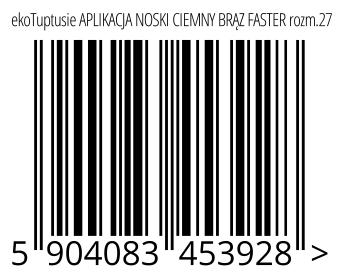 ekoTuptusie APLIKACJA NOSKI CIEMNY BRĄZ FASTER rozm.27
5 904083 453928 >